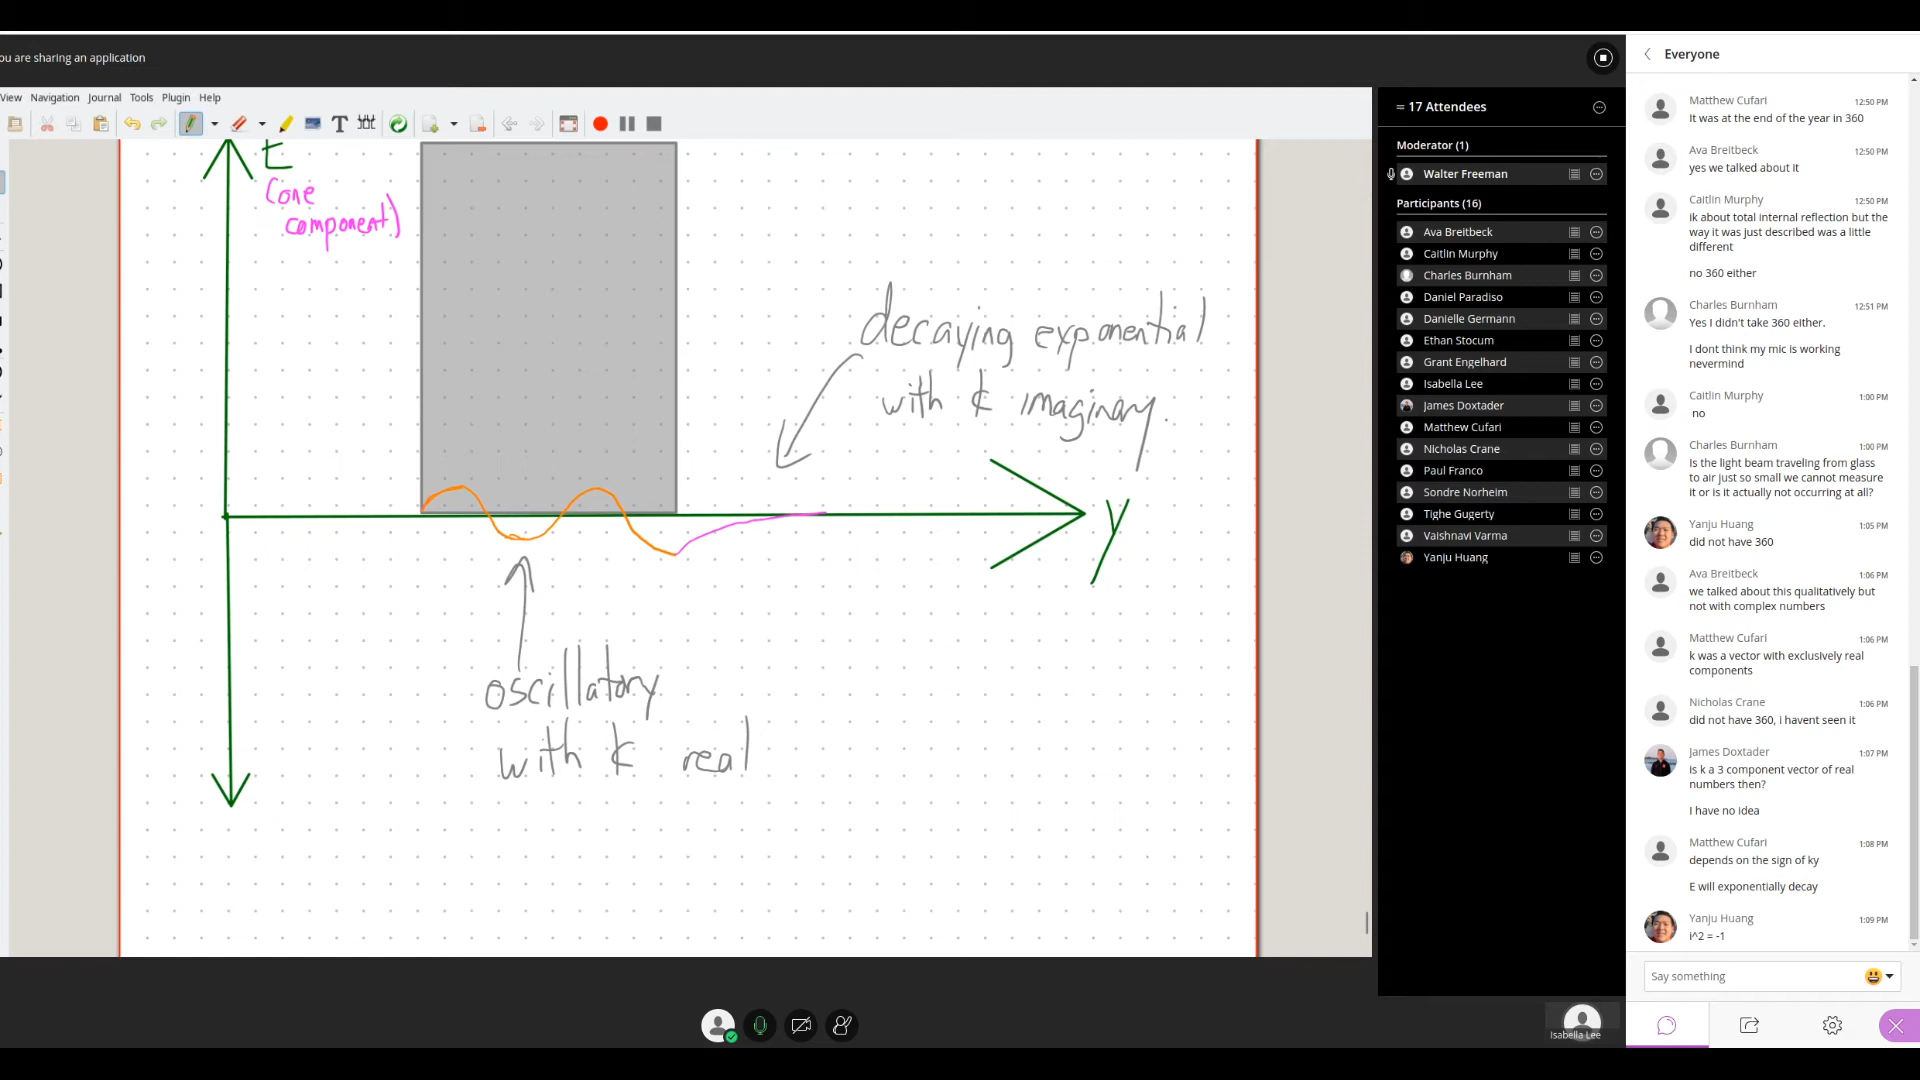 ou are sharing an application
View Navigation Journal Tools Plugin Help
E
(one
component)
decaying exponential
with k imaginary.
y
oscillatory
with k real
17 Attendees
Moderator (1)
Walter Freeman
Participants (16)
Ava Breitbeck
Caitlin Murphy
Charles Burnham
Daniel Paradiso
Danielle Germann
Ethan Stocum
Grant Engelhard
Isabella Lee
James Doxtader
Matthew Cufari
Nicholas Crane
Paul Franco
Sondre Norheim
Tighe Gugerty
Vaishnavi Varma
Yanju Huang
Isabella Lee
Everyone
Matthew Cufari 12:50 PM
It was at the end of the year in 360
Ava Breitbeck 12:50 PM
yes we talked about it
Caitlin Murphy 12:50 PM
ik about total internal reflection but the
way it was just described was a little
different
no 360 either
Charles Burnham 12:51 PM
Yes I didn't take 360 either.
I dont think my mic is working
nevermind
Caitlin Murphy 1:00 PM
no
Charles Burnham 1:00 PM
Is the light beam traveling from glass
to air just so small we cannot measure
it or is it actually not occurring at all?
Yanju Huang 1:05 PM
did not have 360
Ava Breitbeck 1:06 PM
we talked about this qualitatively but
not with complex numbers
Matthew Cufari 1:06 PM
k was a vector with exclusively real
components
Nicholas Crane 1:06 PM
did not have 360, i havent seen it
James Doxtader 1:07 PM
is k a 3 component vector of real
numbers then?
I have no idea
Matthew Cufari 1:08 PM
depends on the sign of ky
E will exponentially decay
Yanju Huang 1:09 PM
i^2 = -1
Say something